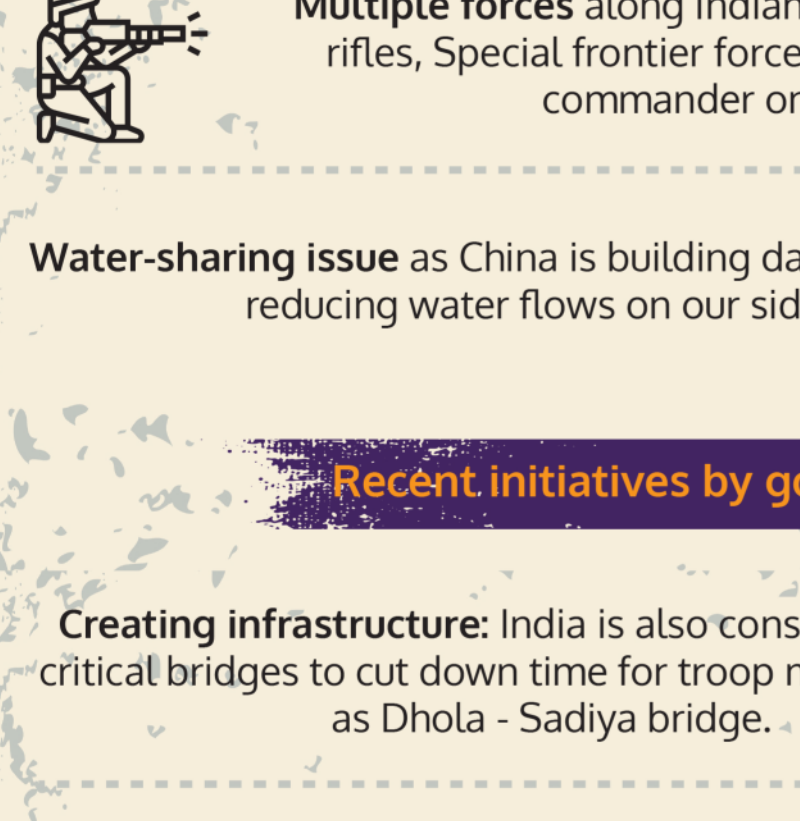 Multiple forces along Indian
rifles, Special frontier force
commander on
Water-sharing issue as China is building da
reducing water flows on our sid
Recent initiatives by go
Creating infrastructure: India is also cons
critical bridges to cut down time for troop
as Dhola - Sadiya bridge.